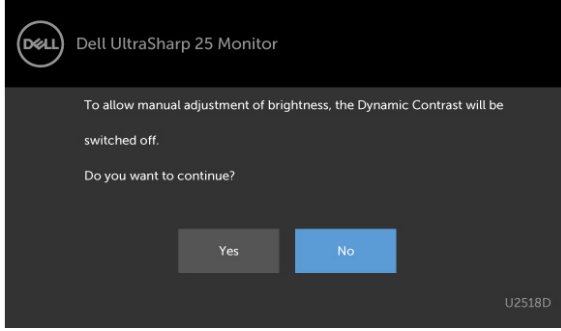 DELL
Dell UltraSharp 25 Monitor
To allow manual adjustment of brightness, the Dynamic Contrast will be
switched off.
Do you want to continue?
Yes
No
U2518D